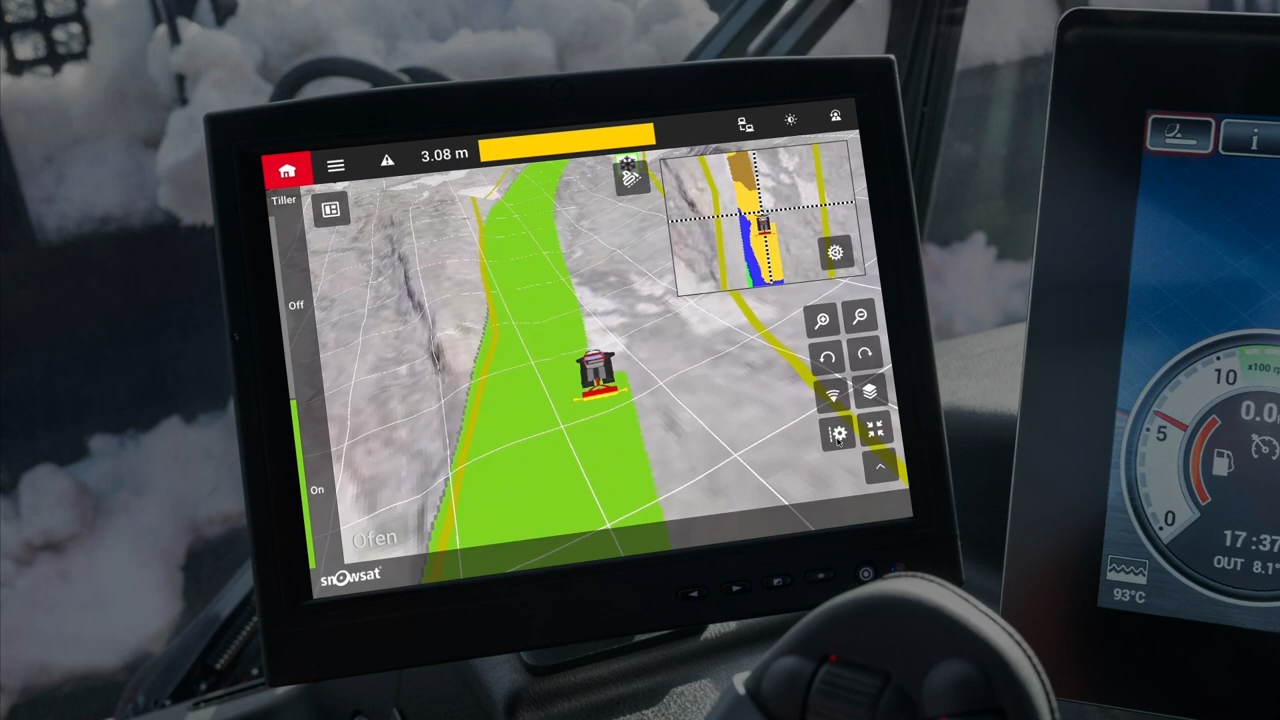 3.08 m
Tiller
Off
On
Ofen
snowsat
10
x100 rp
5
0.0
0
17:37
OUT 8.1°
93°C